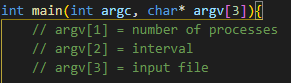 int main(int argc, char* argv[3]){
// argv[1] = number of processes
// argv[2] = interval
// argv[3] = input file